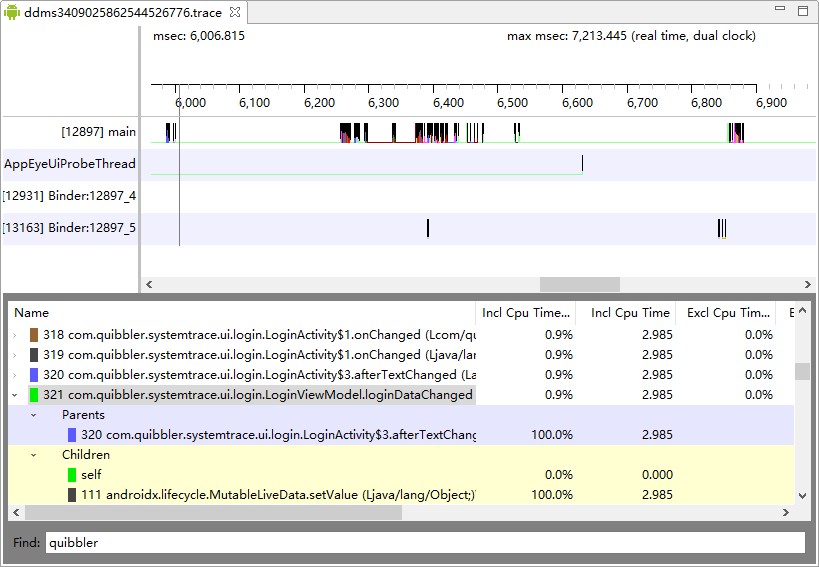 ddms3409025862544526776.trace
msec: 6,006.815 max msec: 7,213.445 (real time, dual clock)
6,000 6,100 6,200 6,300 6,400 6,500 6,600 6,700 6,800 6,900
[12897] main
AppEyeUiProbeThread
[12931] Binder:12897_4
[13163] Binder:12897_5
Name Incl Cpu Time... Incl Cpu Time Excl Cpu Tim... E
318 com.quibbler.systemtrace.ui.login.LoginActivity$1.onChanged (Lcom/qu 0.9% 2.985 0.0%
319 com.quibbler.systemtrace.ui.login.LoginActivity$1.onChanged (Ljava/lar 0.9% 2.985 0.0%
320 com.quibbler.systemtrace.ui.login.LoginActivity$3.afterTextChanged (La 0.9% 2.985 0.0%
321 com.quibbler.systemtrace.ui.login.LoginViewModel.loginDataChanged 0.9% 2.985 0.0%
Parents
320 com.quibbler.systemtrace.ui.login.LoginActivity$3.afterTextChang 100.0% 2.985
Children
self 0.0% 0.000
111 androidx.lifecycle.MutableLiveData.setValue (Ljava/lang/Object;) 100.0% 2.985
Find: quibbler